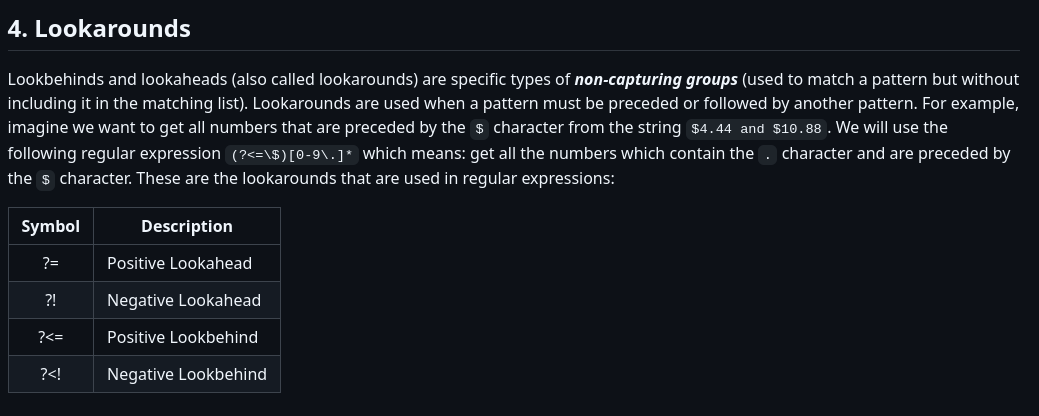 4. Lookarounds
Lookbehinds and lookaheads (also called lookarounds) are specific types of non-capturing groups (used to match a pattern but without
including it in the matching list). Lookarounds are used when a pattern must be preceded or followed by another pattern. For example,
imagine we want to get all numbers that are preceded by the $ character from the string $4.44 and $10.88. We will use the
following regular expression (?<=\$)[0-9\.]* which means: get all the numbers which contain the . character and are preceded by
the $ character. These are the lookarounds that are used in regular expressions:
Symbol Description
?= Positive Lookahead
?! Negative Lookahead
?<= Positive Lookbehind
?<! Negative Lookbehind